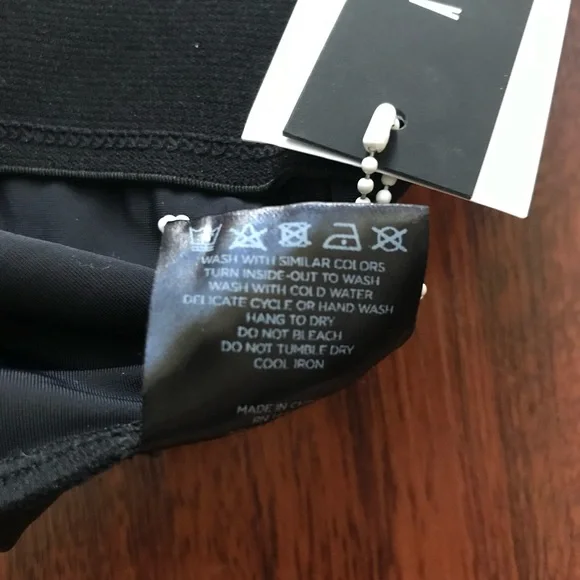 WASH WITH SIMILAR COLORS
TURN INSIDE-OUT TO WASH
WASH WITH COLD WATER
DELICATE CYCLE OR HAND WASH
HANG TO DRY
DO NOT BLEACH
DO NOT TUMBLE DRY
COOL IRON
MADE IN
RN